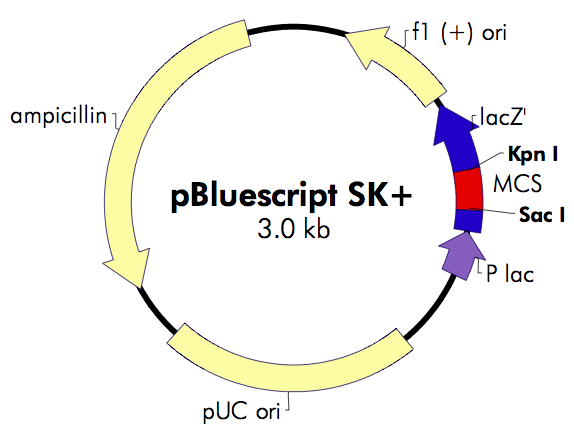 f1 (+) ori
ampicillin
lacZ'
Kpn I
MCS
pBluescript SK+
Sac I
3.0 kb
P lac
pUC ori